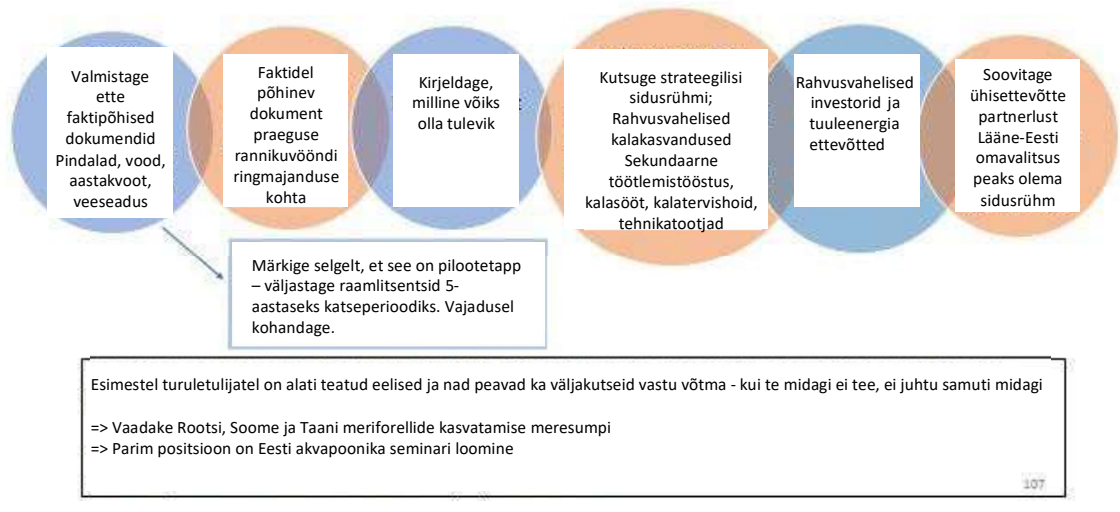 Valmistage
ette
faktipõhised
dokumendid
Pindalad, vood,
aastakvoot,
veeseadus
Faktidel
põhinev
dokument
praeguse
rannikuvööndi
ringmajanduse
kohta
Kirjeldage,
milline võiks
olla tulevik
Kutsuge strateegilisi
sidusrühmi;
Rahvusvahelised
kalakasvandused
Sekundaarne
töötlemistööstus,
kalasööt, kalatervishoid,
tehnikatootjad
Rahvusvahelised
investorid ja
tuuleenergia
ettevõtted
Soovitage
ühisettevõtte
partnerlust
Lääne-Eesti
omavalitsus
peaks olema
sidusrühm
Märkige selgelt, et see on pilootetapp
– väljastage raamlitsentsid 5-
aastaseks katseperioodiks. Vajadusel
kohandage.
Esimestel turuletulijatel on alati teatud eelised ja nad peavad ka väljakutseid vastu võtma - kui te midagi ei tee, ei juhtu samuti midagi
=> Vaadake Rootsi, Soome ja Taani meriforellide kasvatamise meresumpi
=> Parim positsioon on Eesti akvapoonika seminari loomine
107